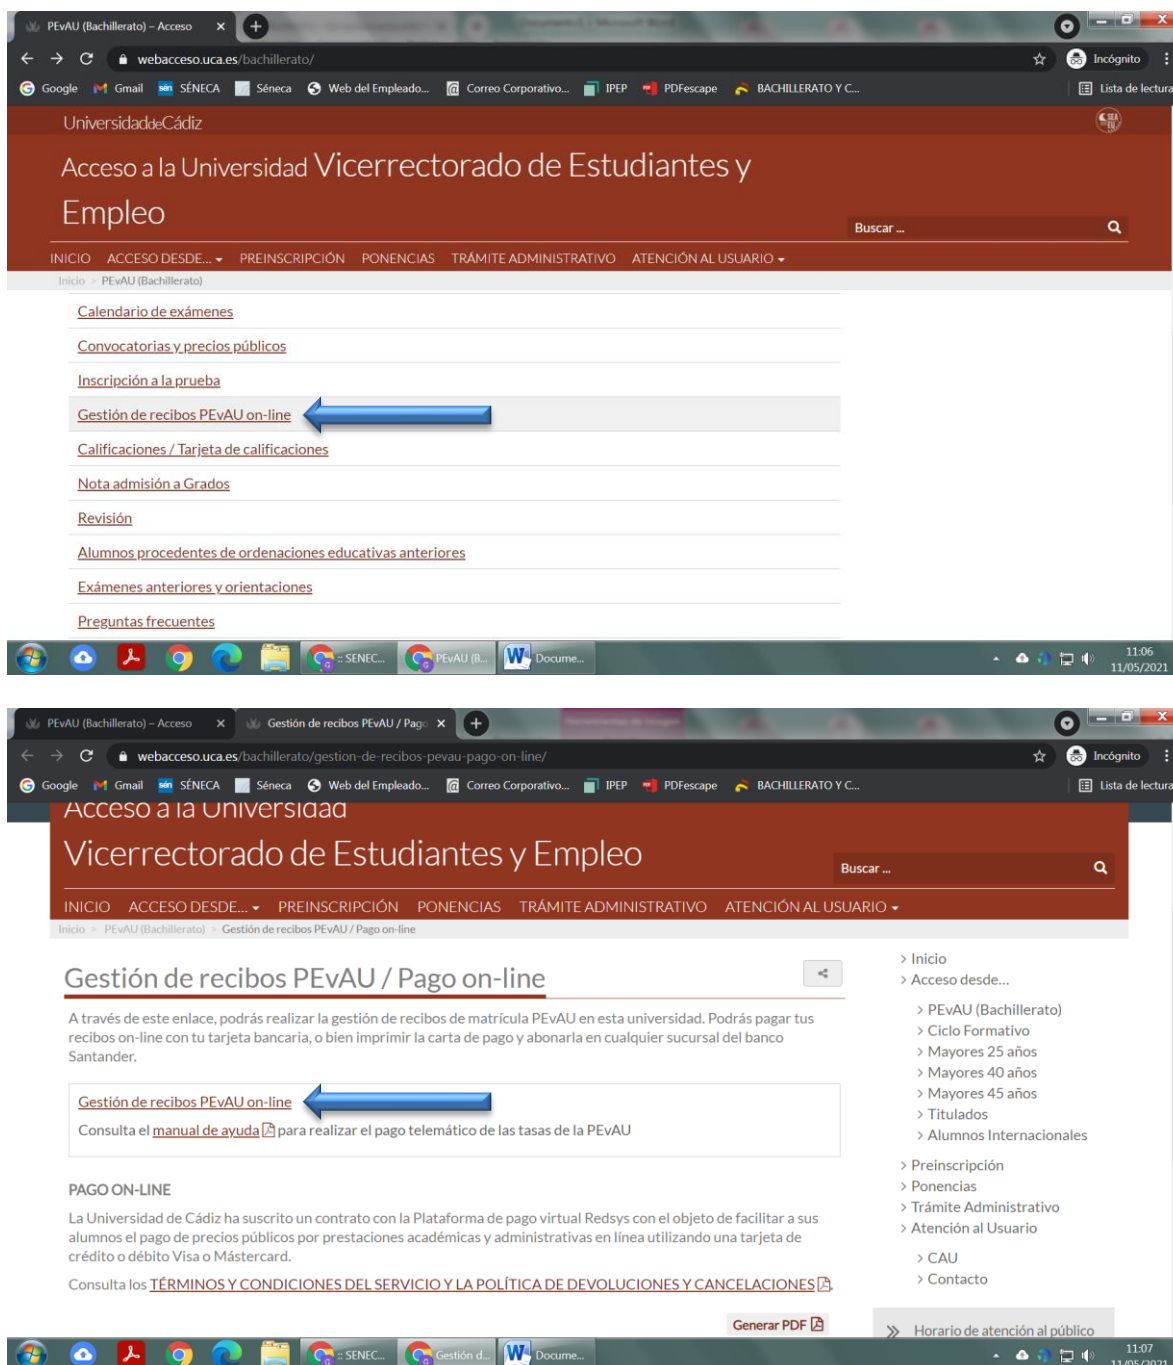 PEvAU (Bachillerato) – Acceso
webacceso.uca.es/bachillerato/
Incógnito
Google Gmail SÉNECA Séneca Web del Empleado... Correo Corporativo... IPEP PDFescape BACHILLERATO Y C... Lista de lectura
UniversidaddeCádiz
Acceso a la Universidad Vicerrectorado de Estudiantes y
Empleo
Buscar ...
INICIO ACCESO DESDE... PREINSCRIPCIÓN PONENCIAS TRÁMITE ADMINISTRATIVO ATENCIÓN AL USUARIO
Inicio > PEvAU (Bachillerato)
Calendario de exámenes
Convocatorias y precios públicos
Inscripción a la prueba
Gestión de recibos PEvAU on-line
Calificaciones / Tarjeta de calificaciones
Nota admisión a Grados
Revisión
Alumnos procedentes de ordenaciones educativas anteriores
Exámenes anteriores y orientaciones
Preguntas frecuentes
:: SENEC... PEvAU (B... Docume...
11:06
11/05/2021
PEvAU (Bachillerato) – Acceso Gestión de recibos PEvAU / Pago
webacceso.uca.es/bachillerato/gestion-de-recibos-pevau-pago-on-line/
Incógnito
Google Gmail SÉNECA Séneca Web del Empleado... Correo Corporativo... IPEP PDFescape BACHILLERATO Y C... Lista de lectura
Acceso a la Universidad
Vicerrectorado de Estudiantes y Empleo
Buscar ...
INICIO ACCESO DESDE... PREINSCRIPCIÓN PONENCIAS TRÁMITE ADMINISTRATIVO ATENCIÓN AL USUARIO
Inicio > PEvAU (Bachillerato) > Gestión de recibos PEvAU / Pago on-line
Gestión de recibos PEvAU / Pago on-line
A través de este enlace, podrás realizar la gestión de recibos de matrícula PEvAU en esta universidad. Podrás pagar tus
recibos on-line con tu tarjeta bancaria, o bien imprimir la carta de pago y abonarla en cualquier sucursal del banco
Santander.
Gestión de recibos PEvAU on-line
Consulta el manual de ayuda para realizar el pago telemático de las tasas de la PEvAU
PAGO ON-LINE
La Universidad de Cádiz ha suscrito un contrato con la Plataforma de pago virtual Redsys con el objeto de facilitar a sus
alumnos el pago de precios públicos por prestaciones académicas y administrativas en línea utilizando una tarjeta de
crédito o débito Visa o Mástercard.
Consulta los TÉRMINOS Y CONDICIONES DEL SERVICIO Y LA POLÍTICA DE DEVOLUCIONES Y CANCELACIONES.
Generar PDF
> Inicio
> Acceso desde...
> PEvAU (Bachillerato)
> Ciclo Formativo
> Mayores 25 años
> Mayores 40 años
> Mayores 45 años
> Titulados
> Alumnos Internacionales
> Preinscripción
> Ponencias
> Trámite Administrativo
> Atención al Usuario
> CAU
> Contacto
Horario de atención al público
:: SENEC... Gestión d... Docume...
11:07
11/05/2021